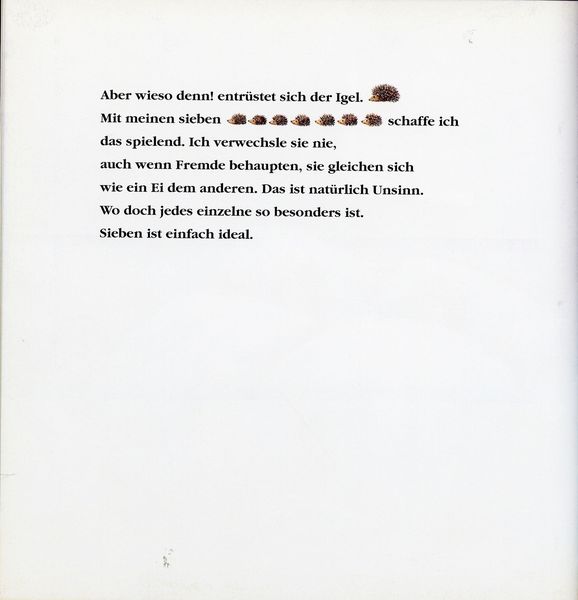 Aber wieso denn! entrüstet sich der Igel.
Mit meinen sieben schaffe ich
das spielend. Ich verwechsle sie nie,
auch wenn Fremde behaupten, sie gleichen sich
wie ein Ei dem anderen. Das ist natürlich Unsinn.
Wo doch jedes einzelne so besonders ist.
Sieben ist einfach ideal.